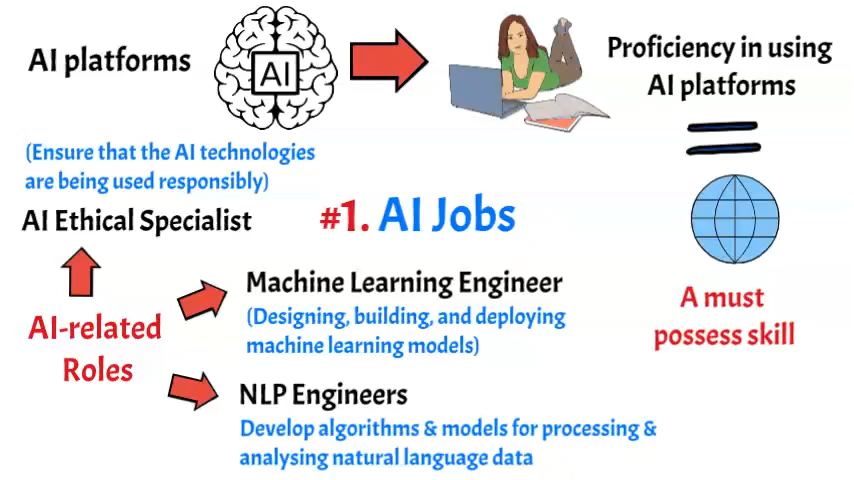 AI platforms
AI
Proficiency in using
AI platforms
(Ensure that the AI technologies
are being used responsibly)
AI Ethical Specialist
#1. AI Jobs
Machine Learning Engineer
(Designing, building, and deploying
machine learning models)
A must
possess skill
AI-related
Roles
NLP Engineers
Develop algorithms & models for processing &
analysing natural language data